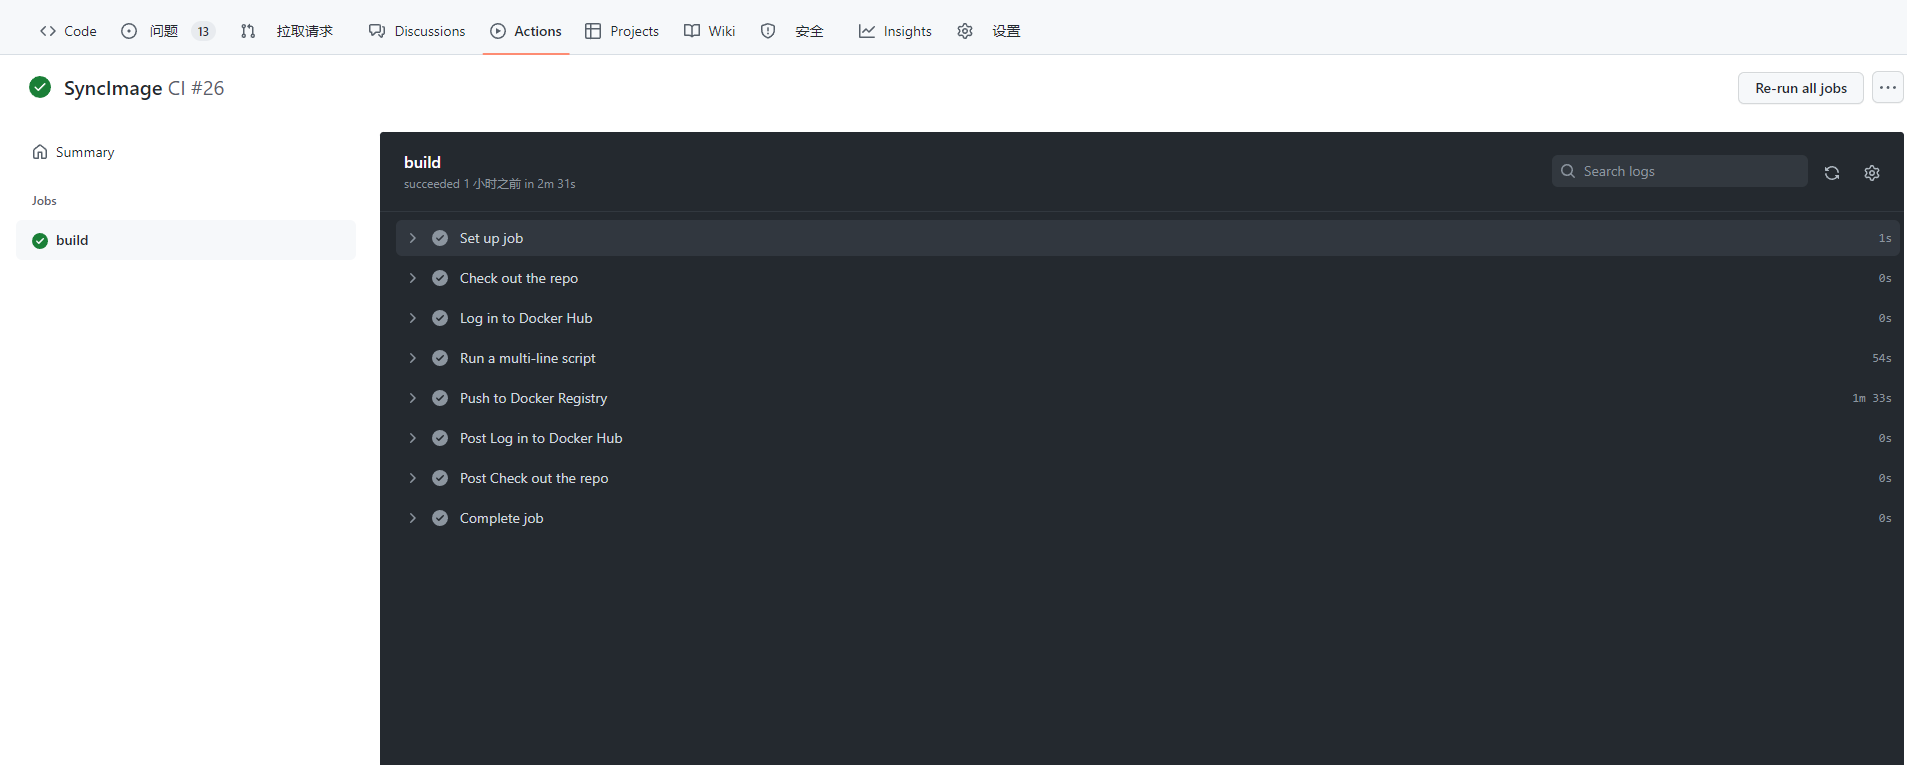 Code 问题 13 拉取请求 Discussions Actions Projects Wiki 安全 Insights 设置
SyncImage CI #26
Re-run all jobs
Summary
Jobs
build
build
succeeded 1 小时之前 in 2m 31s
Search logs
Set up job 1s
Check out the repo 0s
Log in to Docker Hub 0s
Run a multi-line script 54s
Push to Docker Registry 1m 33s
Post Log in to Docker Hub 0s
Post Check out the repo 0s
Complete job 0s